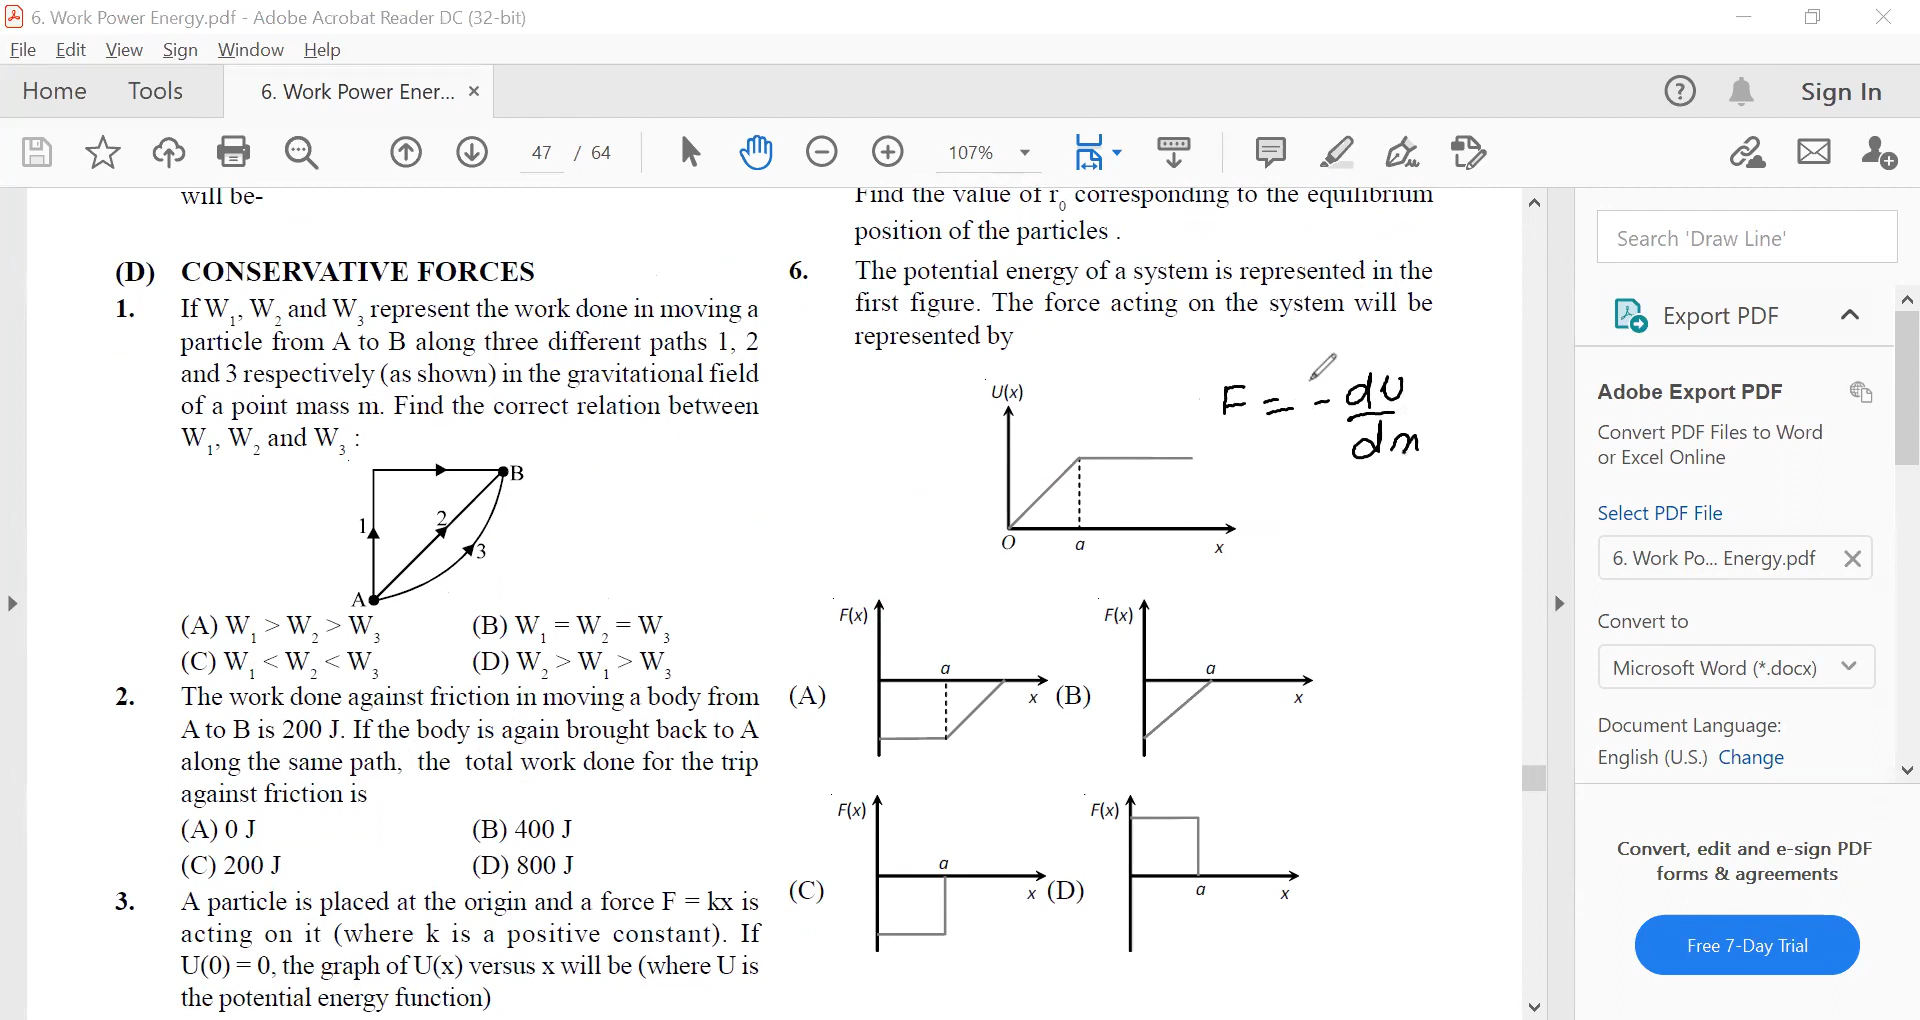 6. Work Power Energy.pdf - Adobe Acrobat Reader DC (32-bit)
File Edit View Sign Window Help
Home Tools 6. Work Power Ener... × Sign In
47 / 64 107%
will be-
(D) CONSERVATIVE FORCES
1. If W1, W2 and W3 represent the work done in moving a
particle from A to B along three different paths 1, 2
and 3 respectively (as shown) in the gravitational field
of a point mass m. Find the correct relation between
W1, W2 and W3 :
B
1 2
3
A
(A) W1 > W2 > W3 (B) W1 = W2 = W3
(C) W1 < W2 < W3 (D) W2 > W1 > W3
2. The work done against friction in moving a body from
A to B is 200 J. If the body is again brought back to A
along the same path, the total work done for the trip
against friction is
(A) 0 J (B) 400 J
(C) 200 J (D) 800 J
3. A particle is placed at the origin and a force F = kx is
acting on it (where k is a positive constant). If
U(0) = 0, the graph of U(x) versus x will be (where U is
the potential energy function)
Find the value of r0 corresponding to the equilibrium
position of the particles .
6. The potential energy of a system is represented in the
first figure. The force acting on the system will be
represented by
U(x)
F = - dU
dx
O a x
F(x) F(x)
a a
(A) x (B) x
F(x) F(x)
a
(C) x (D) a x
Search 'Draw Line'
Export PDF
Adobe Export PDF
Convert PDF Files to Word
or Excel Online
Select PDF File
6. Work Po... Energy.pdf
Convert to
Microsoft Word (*.docx)
Document Language:
English (U.S.) Change
Convert, edit and e-sign PDF
forms & agreements
Free 7-Day Trial